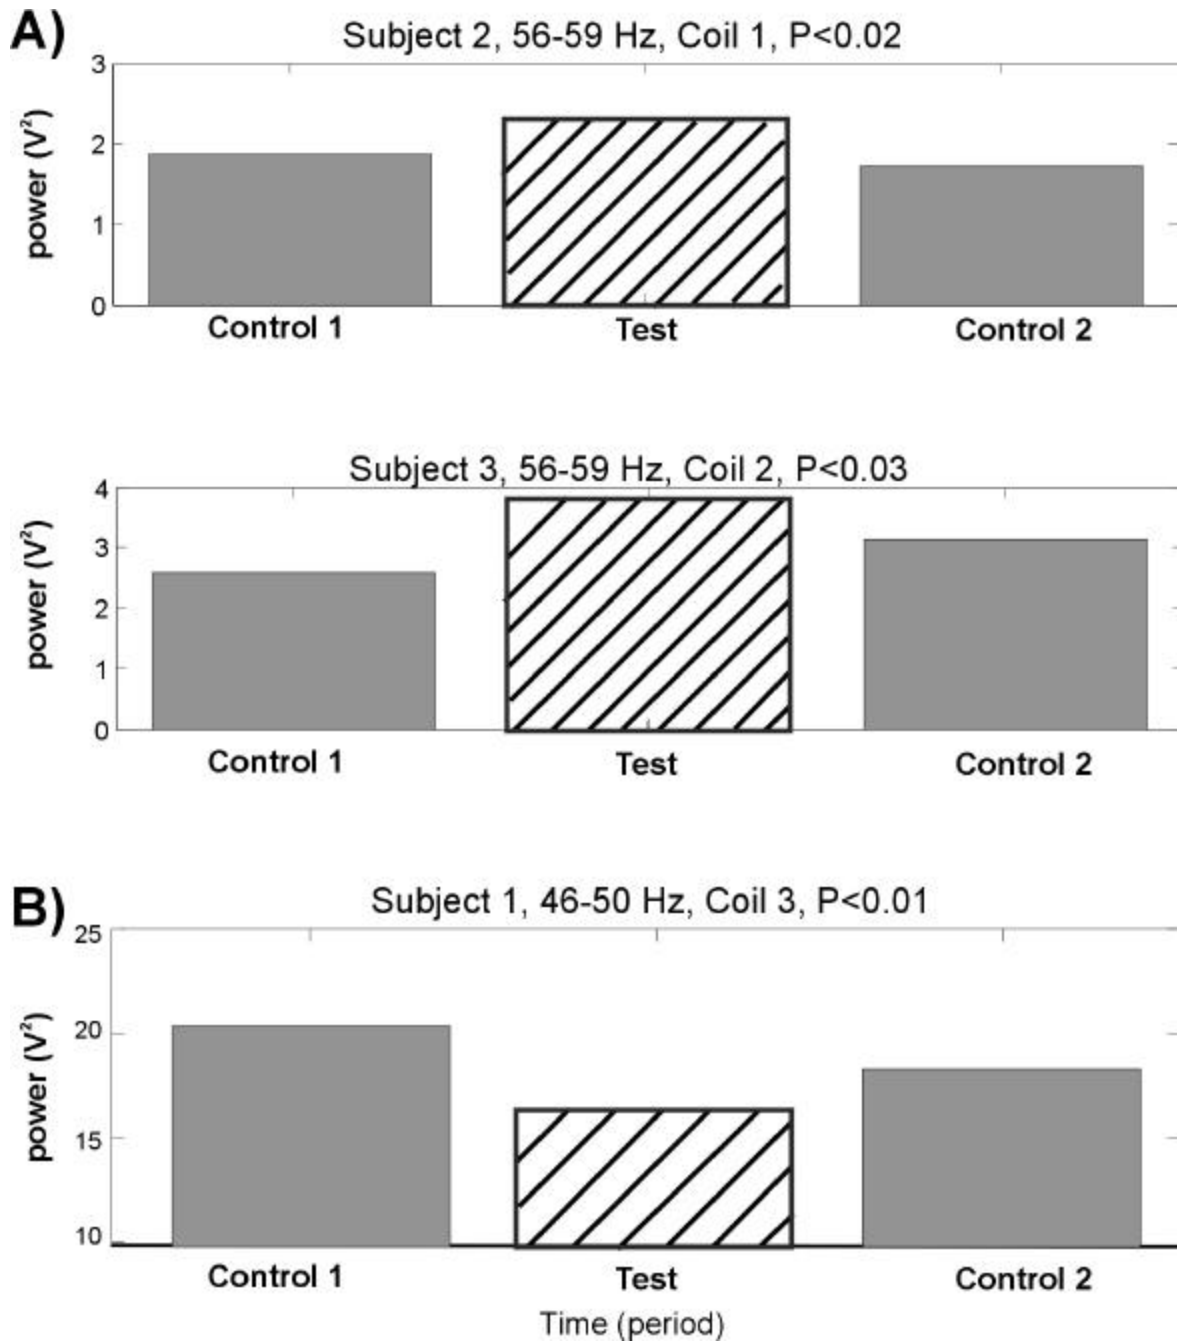 A)
Subject 2, 56-59 Hz, Coil 1, P<0.02
power (V²)
3
2
1
0
Control 1 Test Control 2
Subject 3, 56-59 Hz, Coil 2, P<0.03
power (V²)
4
3
2
1
0
Control 1 Test Control 2
B)
Subject 1, 46-50 Hz, Coil 3, P<0.01
power (V²)
25
20
15
10
Control 1 Test Control 2
Time (period)